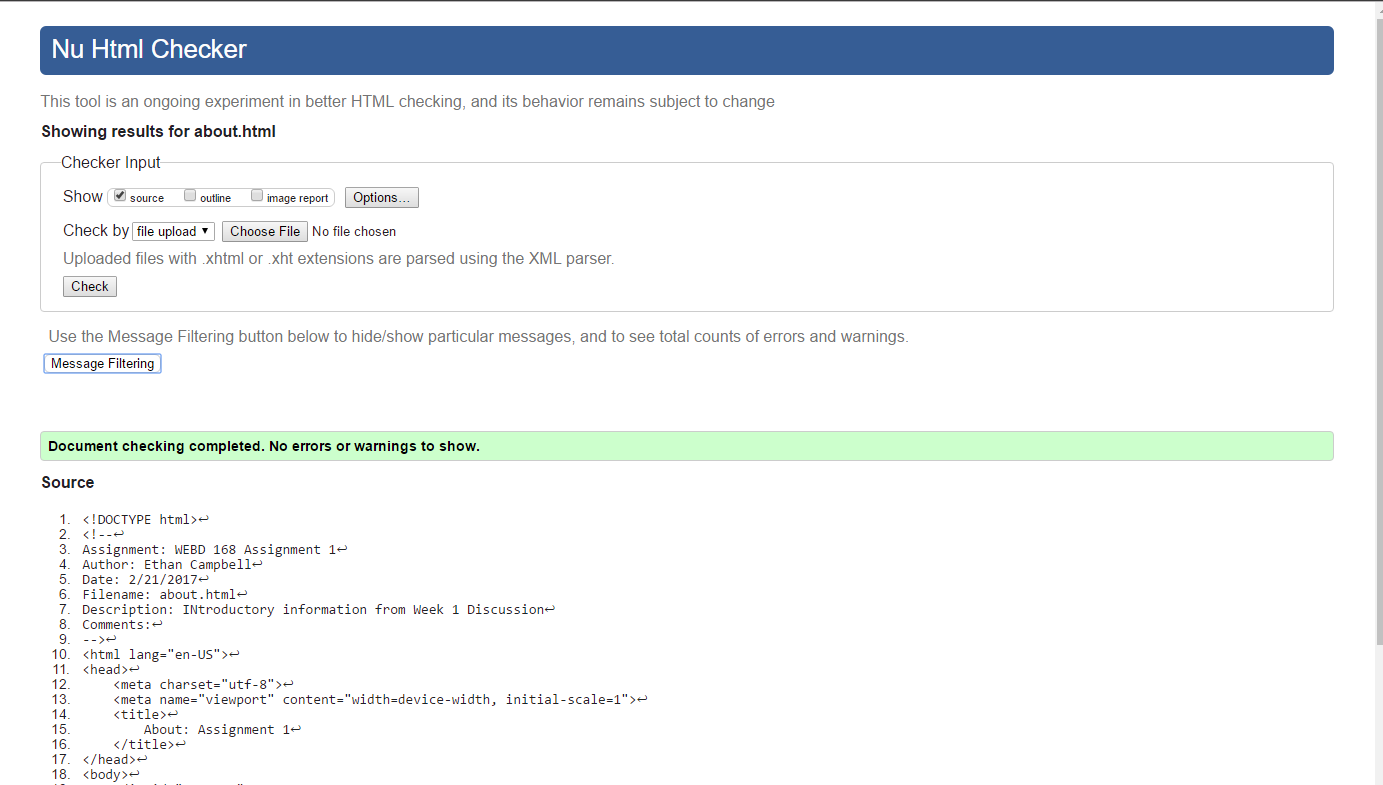 Nu Html Checker
This tool is an ongoing experiment in better HTML checking, and its behavior remains subject to change
Showing results for about.html
Checker Input
Show source outline image report Options...
Check by file upload ▼ Choose File No file chosen
Uploaded files with .xhtml or .xht extensions are parsed using the XML parser.
Check
Use the Message Filtering button below to hide/show particular messages, and to see total counts of errors and warnings.
Message Filtering
Document checking completed. No errors or warnings to show.
Source
1. <!DOCTYPE html>↩
2. <!--↩
3. Assignment: WEBD 168 Assignment 1↩
4. Author: Ethan Campbell↩
5. Date: 2/21/2017↩
6. Filename: about.html↩
7. Description: INtroductory information from Week 1 Discussion↩
8. Comments:↩
9. -->↩
10. <html lang="en-US">↩
11. <head>↩
12. <meta charset="utf-8">↩
13. <meta name="viewport" content="width=device-width, initial-scale=1">↩
14. <title>↩
15. About: Assignment 1↩
16. </title>↩
17. </head>↩
18. <body>↩